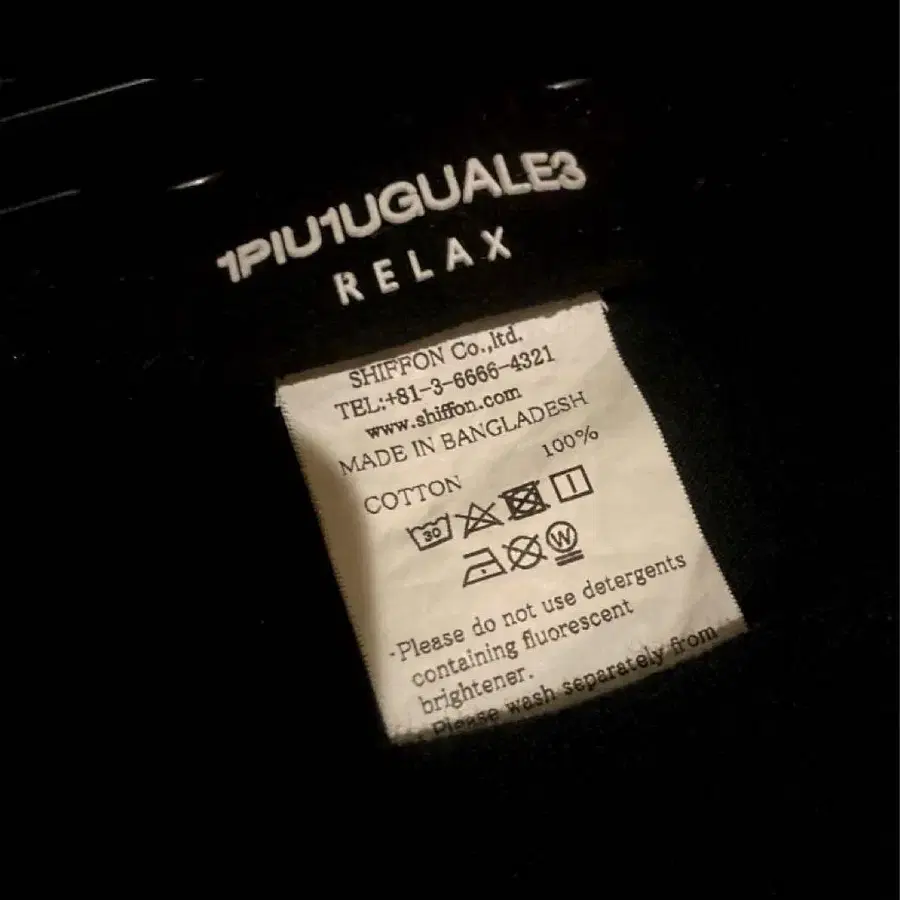 1PIU1UGUALE3
RELAX
SHIFFON Co.,ltd.
TEL:+81-3-6666-4321
www.shiffon.com
MADE IN BANGLADESH
COTTON 100%
30
W
-Please do not use detergents
containing fluorescent
brightener.
Please wash separately from